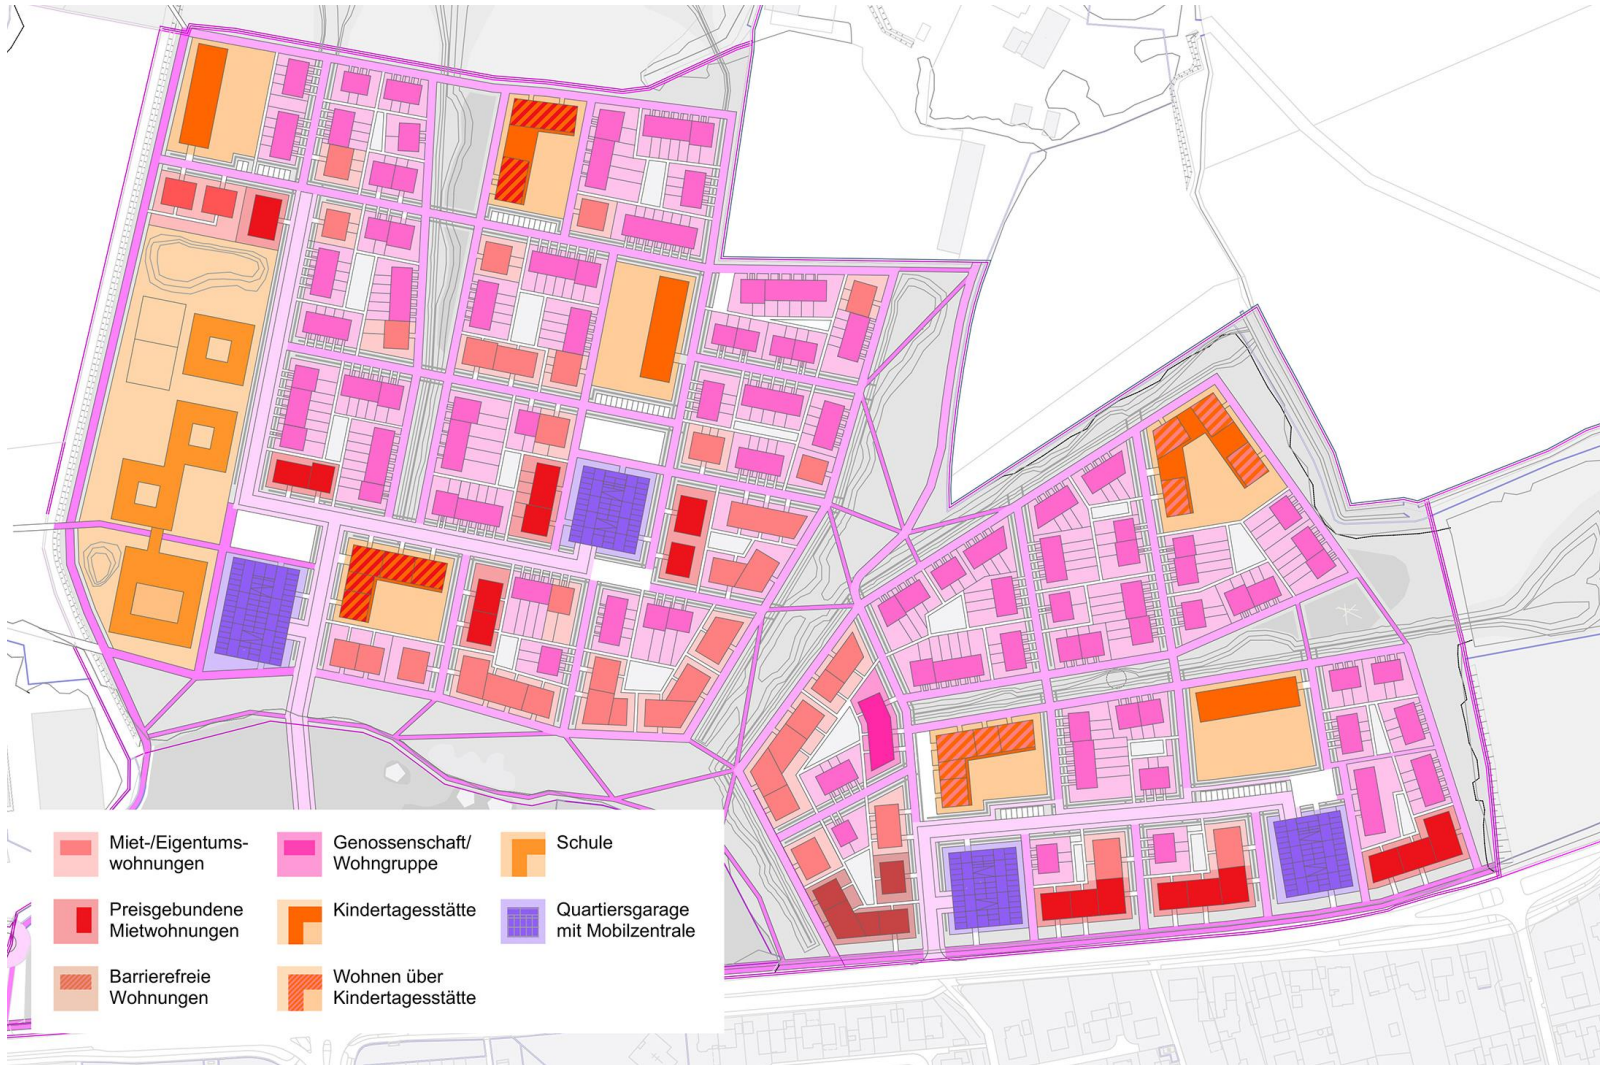 Miet-/Eigentums-
wohnungen
Genossenschaft/
Wohngruppe
Schule
Preisgebundene
Mietwohnungen
Kindertagesstätte
Quartiersgarage
mit Mobilzentrale
Barrierefreie
Wohnungen
Wohnen über
Kindertagesstätte